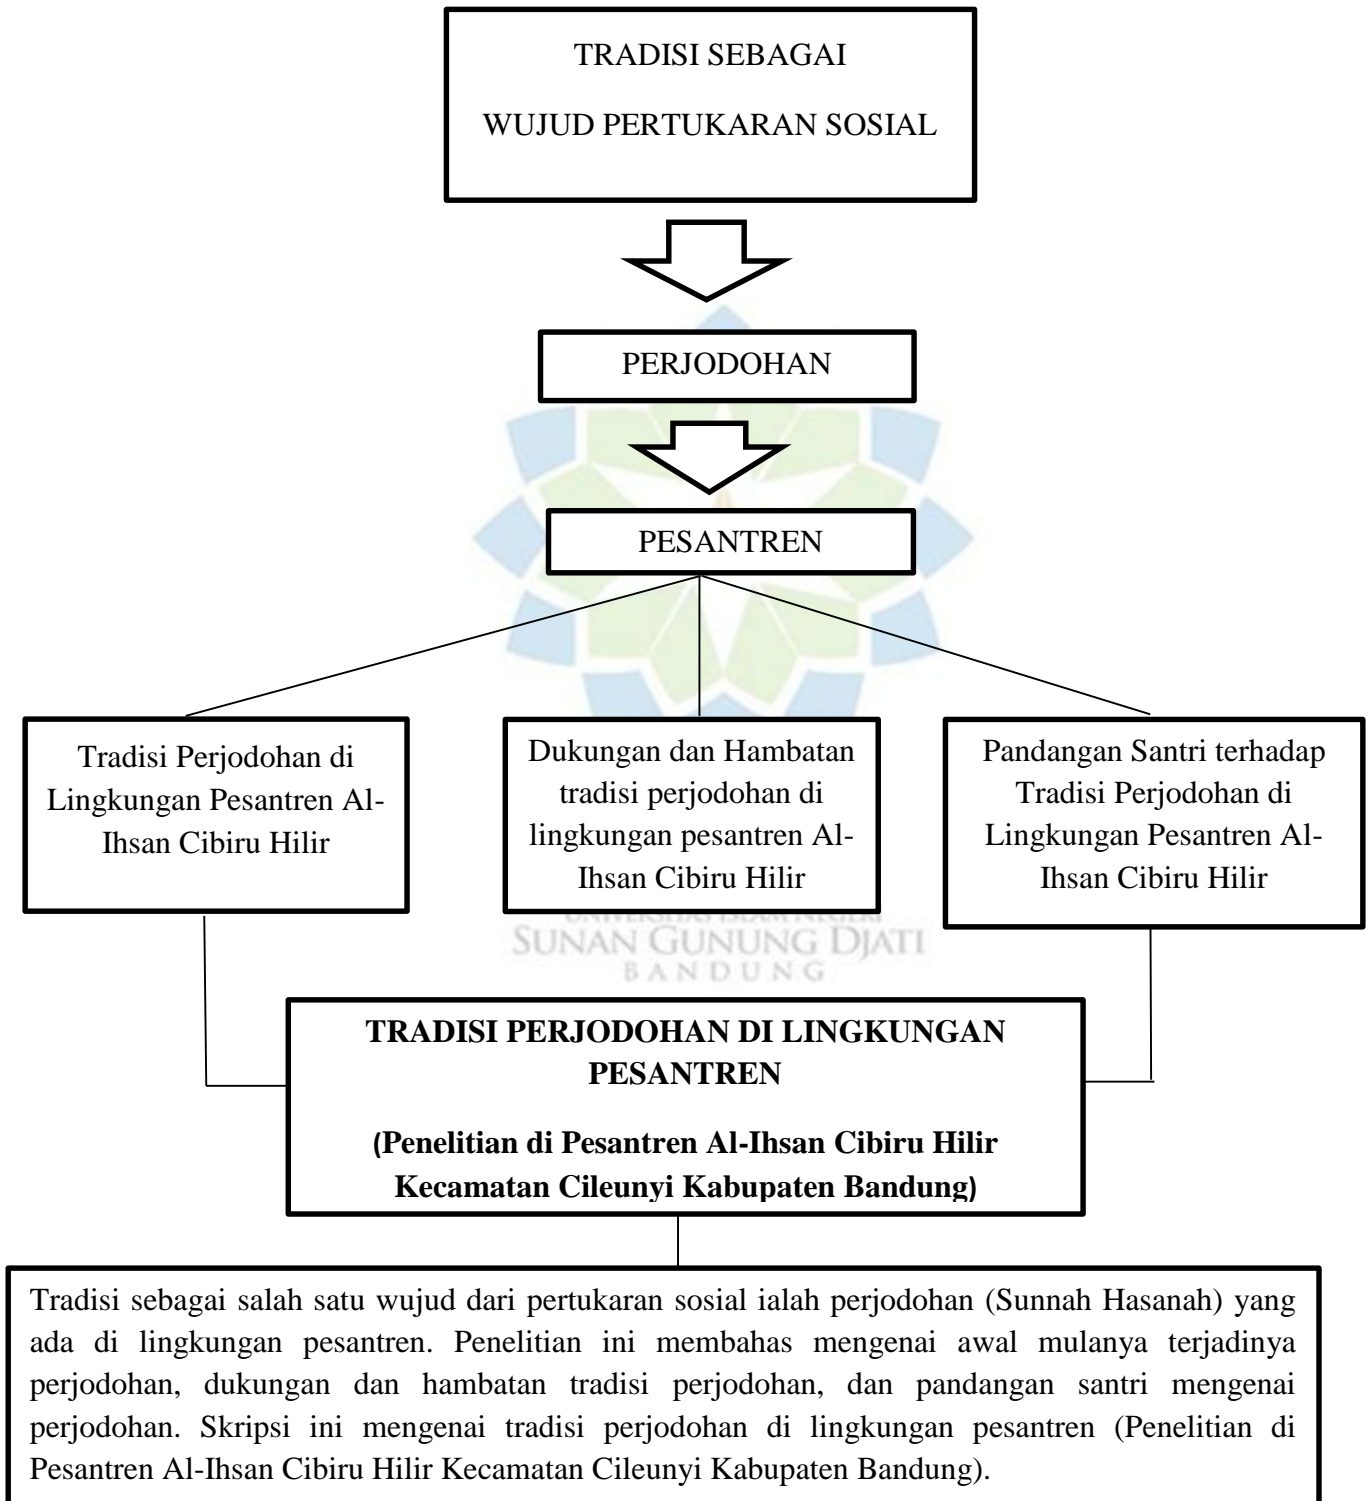 TRADISI SEBAGAI
WUJUD PERTUKARAN SOSIAL
PERJODOHAN
PESANTREN
Tradisi Perjodohan di
Lingkungan Pesantren Al-
Ihsan Cibiru Hilir
Dukungan dan Hambatan
tradisi perjodohan di
lingkungan pesantren Al-
Ihsan Cibiru Hilir
Pandangan Santri terhadap
Tradisi Perjodohan di
Lingkungan Pesantren Al-
Ihsan Cibiru Hilir
UNIVERSITAS ISLAM NEGERI
SUNAN GUNUNG DJATI
BANDUNG
TRADISI PERJODOHAN DI LINGKUNGAN
PESANTREN
(Penelitian di Pesantren Al-Ihsan Cibiru Hilir
Kecamatan Cileunyi Kabupaten Bandung)
Tradisi sebagai salah satu wujud dari pertukaran sosial ialah perjodohan (Sunnah Hasanah) yang
ada di lingkungan pesantren. Penelitian ini membahas mengenai awal mulanya terjadinya
perjodohan, dukungan dan hambatan tradisi perjodohan, dan pandangan santri mengenai
perjodohan. Skripsi ini mengenai tradisi perjodohan di lingkungan pesantren (Penelitian di
Pesantren Al-Ihsan Cibiru Hilir Kecamatan Cileunyi Kabupaten Bandung).